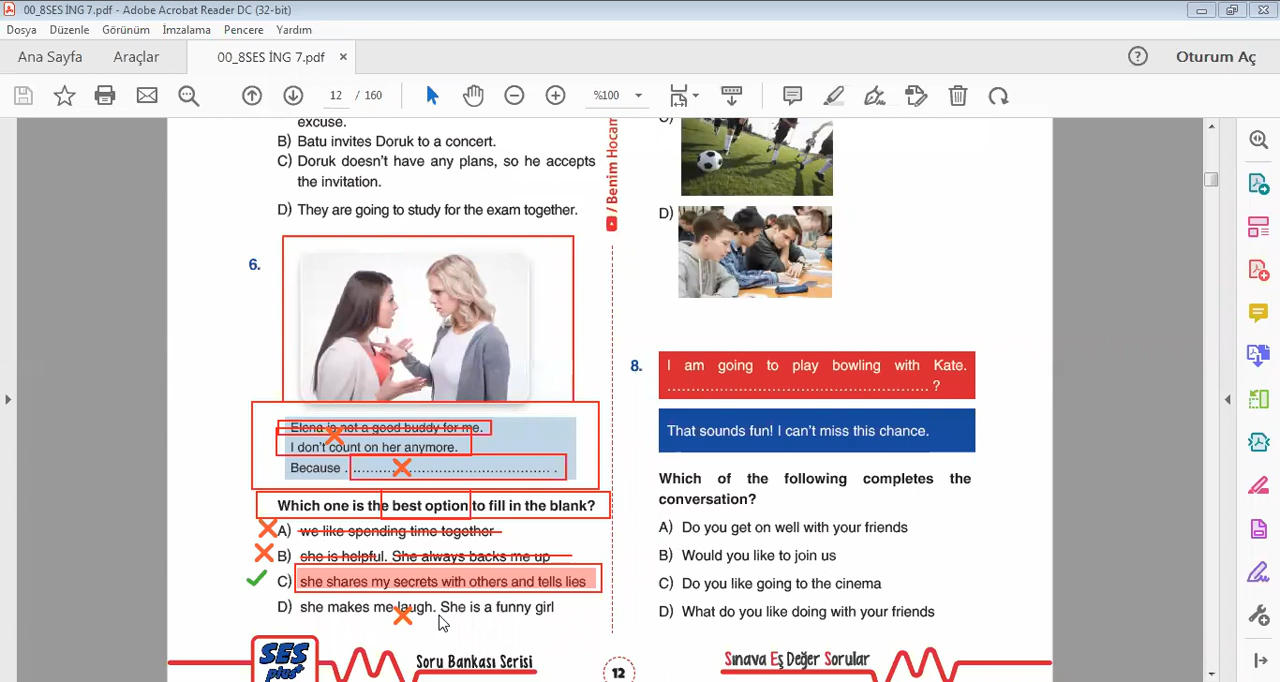 00_8SES İNG 7.pdf - Adobe Acrobat Reader DC (32-bit)
Dosya Düzenle Görünüm İmzalama Pencere Yardım
Ana Sayfa Araçlar 00_8SES İNG 7.pdf × Oturum Aç
12 / 160 %100
excuse.
B) Batu invites Doruk to a concert.
C) Doruk doesn't have any plans, so he accepts
the invitation.
D) They are going to study for the exam together.
/ Benim Hocam
6.
Elena is not a good buddy for me.
I don't count on her anymore.
Because ............................................... .
Which one is the best option to fill in the blank?
A) we like spending time together
B) she is helpful. She always backs me up
C) she shares my secrets with others and tells lies
D) she makes me laugh. She is a funny girl
D)
8.
I am going to play bowling with Kate.
...................................................... ?
That sounds fun! I can't miss this chance.
Which of the following completes the
conversation?
A) Do you get on well with your friends
B) Would you like to join us
C) Do you like going to the cinema
D) What do you like doing with your friends
SES
plus+
Soru Bankası Serisi
12
Sınava Eş Değer Sorular